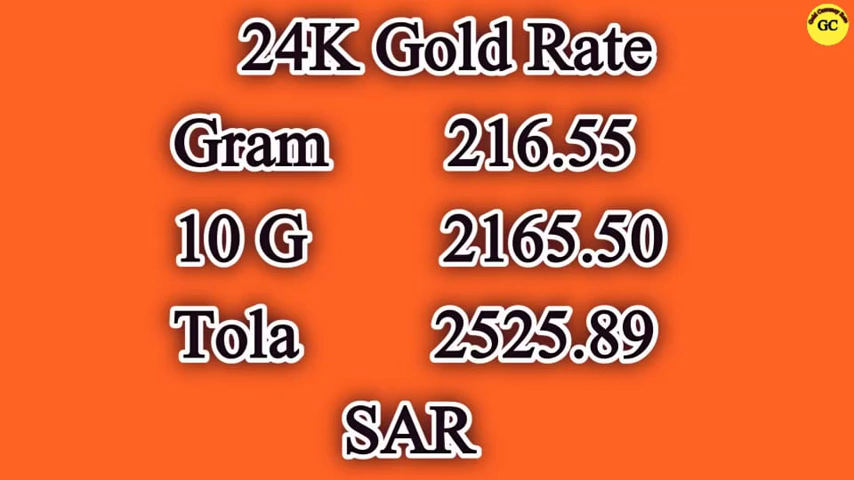 GC
24K Gold Rate
Gram 216.55
10 G 2165.50
Tola 2525.89
SAR